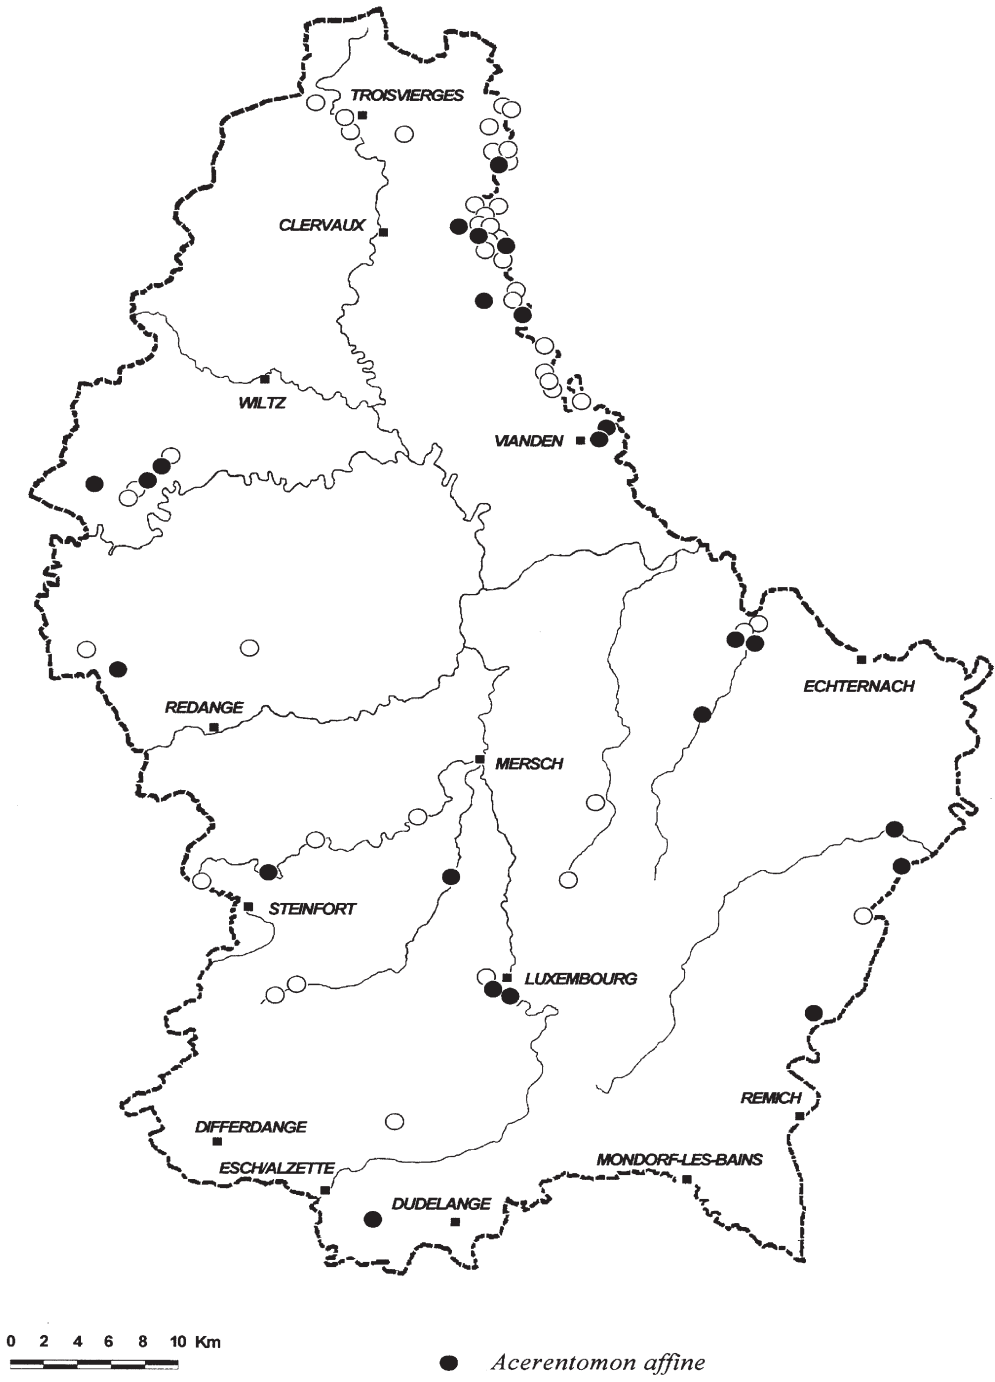 TROISVIERGES
CLERVAUX
WILTZ
VIANDEN
ECHTERNACH
REDANGE
MERSCH
STEINFORT
LUXEMBOURG
REMICH
DIFFERDANGE
MONDORF-LES-BAINS
ESCH/ALZETTE
DUDELANGE
0 2 4 6 8 10 Km
Acerentomon affine